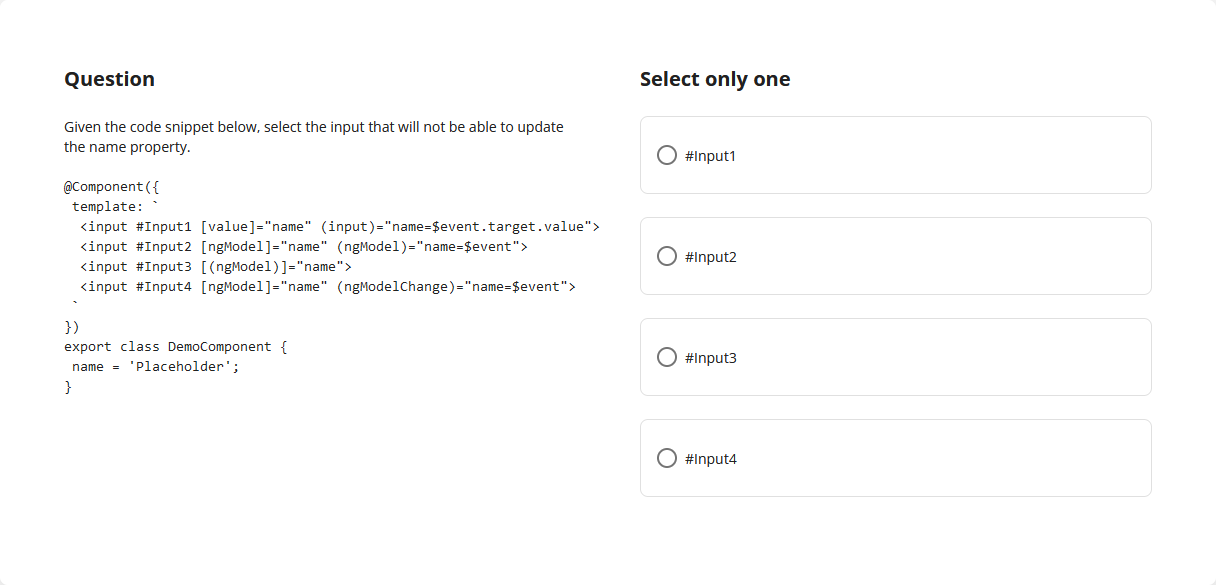 Question
Given the code snippet below, select the input that will not be able to update
the name property.
@Component({
 template: `
  <input #Input1 [value]="name" (input)="name=$event.target.value">
  <input #Input2 [ngModel]="name" (ngModel)="name=$event">
  <input #Input3 [(ngModel)]="name">
  <input #Input4 [ngModel]="name" (ngModelChange)="name=$event">
 `
})
export class DemoComponent {
 name = 'Placeholder';
}
Select only one
#Input1
#Input2
#Input3
#Input4